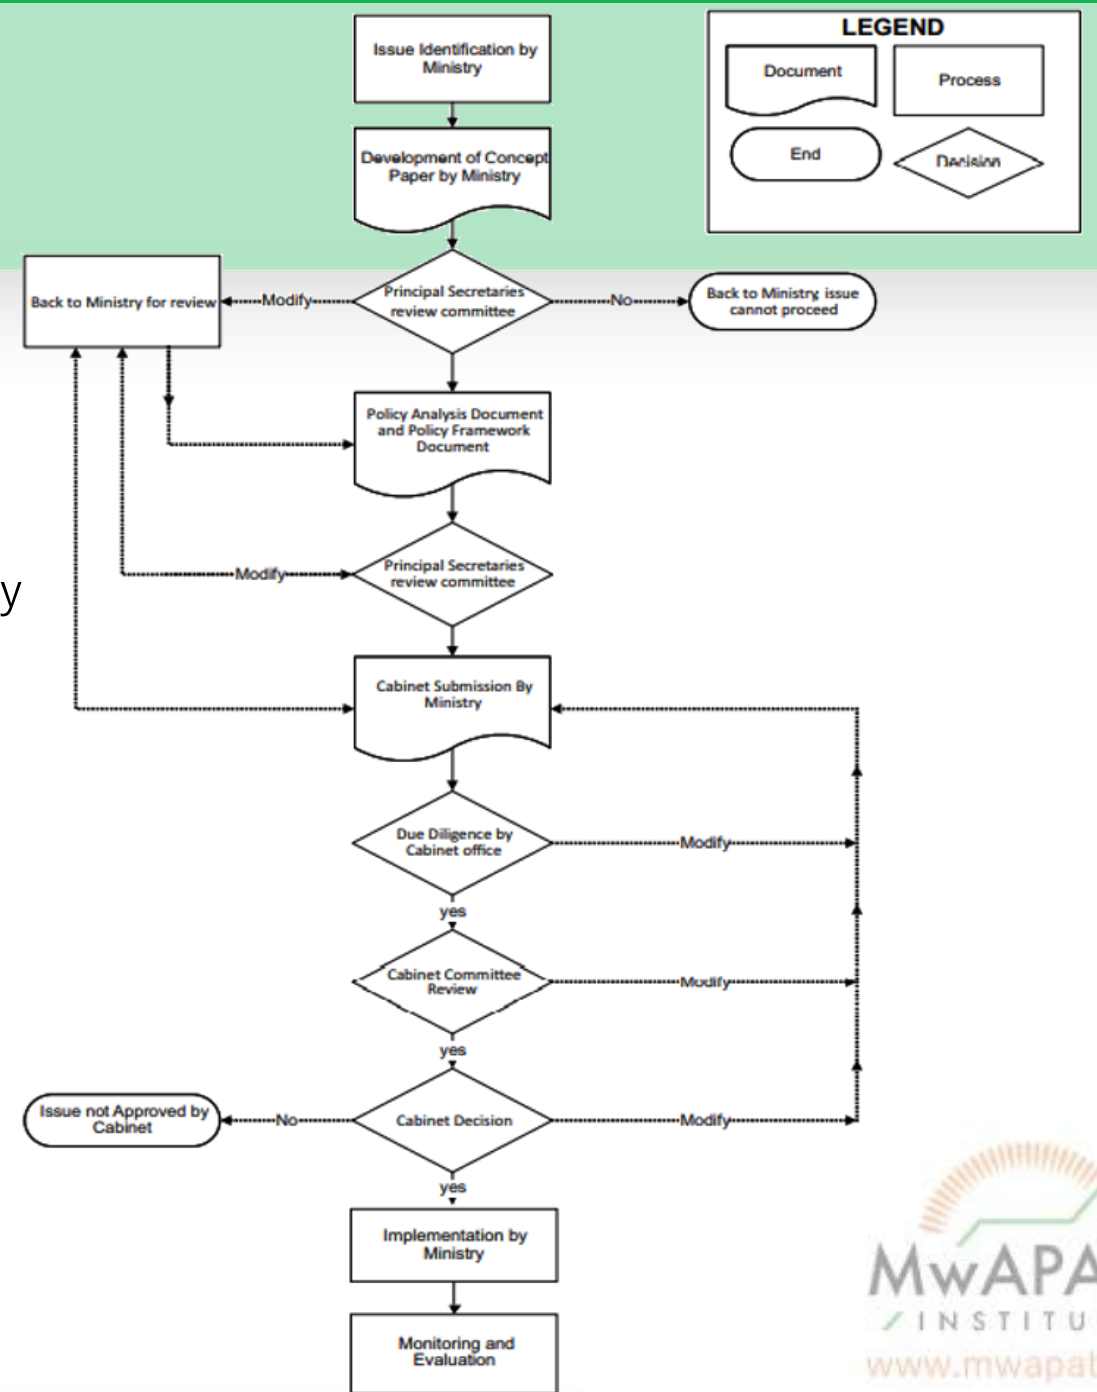 LEGEND
Document
Process
End
Decision
Issue Identification by
Ministry
Development of Concept
Paper by Ministry
Principal Secretaries
review committee
Modify
Back to Ministry for review
No
Back to Ministry, issue
cannot proceed
Policy Analysis Document
and Policy Framework
Document
Principal Secretaries
review committee
Modify
y
Cabinet Submission By
Ministry
Due Diligence by
Cabinet office
Modify
yes
Cabinet Committee
Review
Modify
yes
Cabinet Decision
No
Issue not Approved by
Cabinet
Modify
yes
Implementation by
Ministry
Monitoring and
Evaluation
MwAPA
INSTITU
www.mwapat